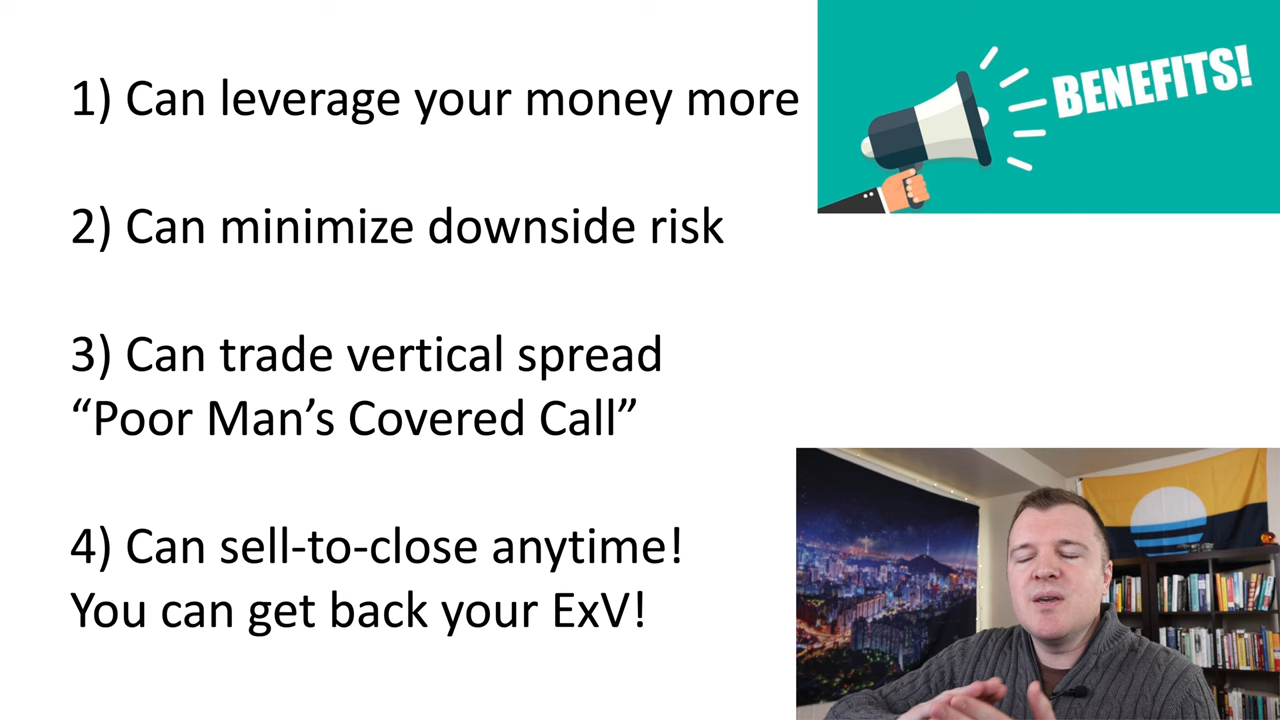 1) Can leverage your money more
BENEFITS!
2) Can minimize downside risk
3) Can trade vertical spread
“Poor Man’s Covered Call”
4) Can sell-to-close anytime!
You can get back your ExV!